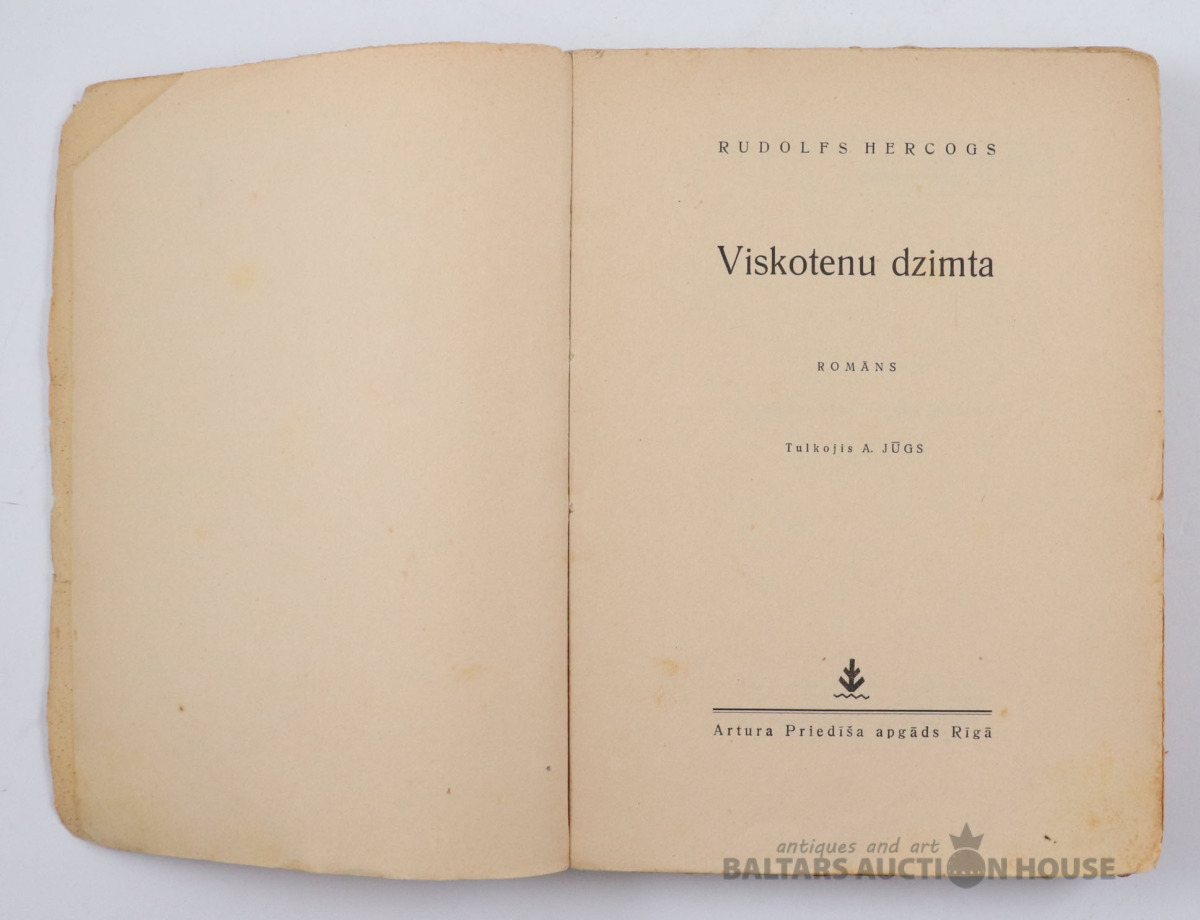 RUDOLFS HERCOGS
Viskotenu dzimta
ROMĀNS
Tulkojis A. JŪGS
Artura Priedīša apgāds Rīgā
antiques and art
BALTARS AUCTION HOUSE